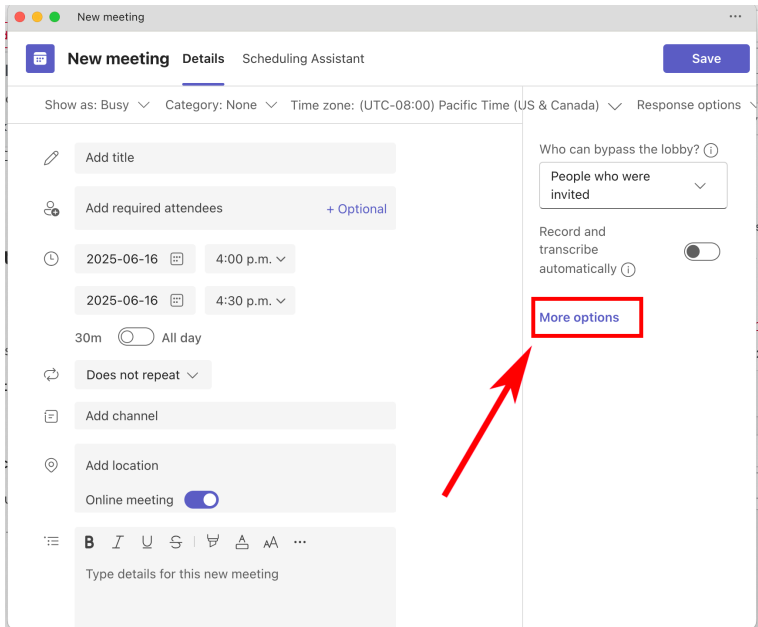 New meeting
New meeting Details Scheduling Assistant Save
Show as: Busy Category: None Time zone: (UTC-08:00) Pacific Time (US & Canada) Response options
Add title
Add required attendees + Optional
2025-06-16 4:00 p.m.
2025-06-16 4:30 p.m.
30m All day
Does not repeat
Add channel
Add location
Online meeting
B I U S A AA ...
Type details for this new meeting
Who can bypass the lobby?
People who were
invited
Record and
transcribe
automatically
More options